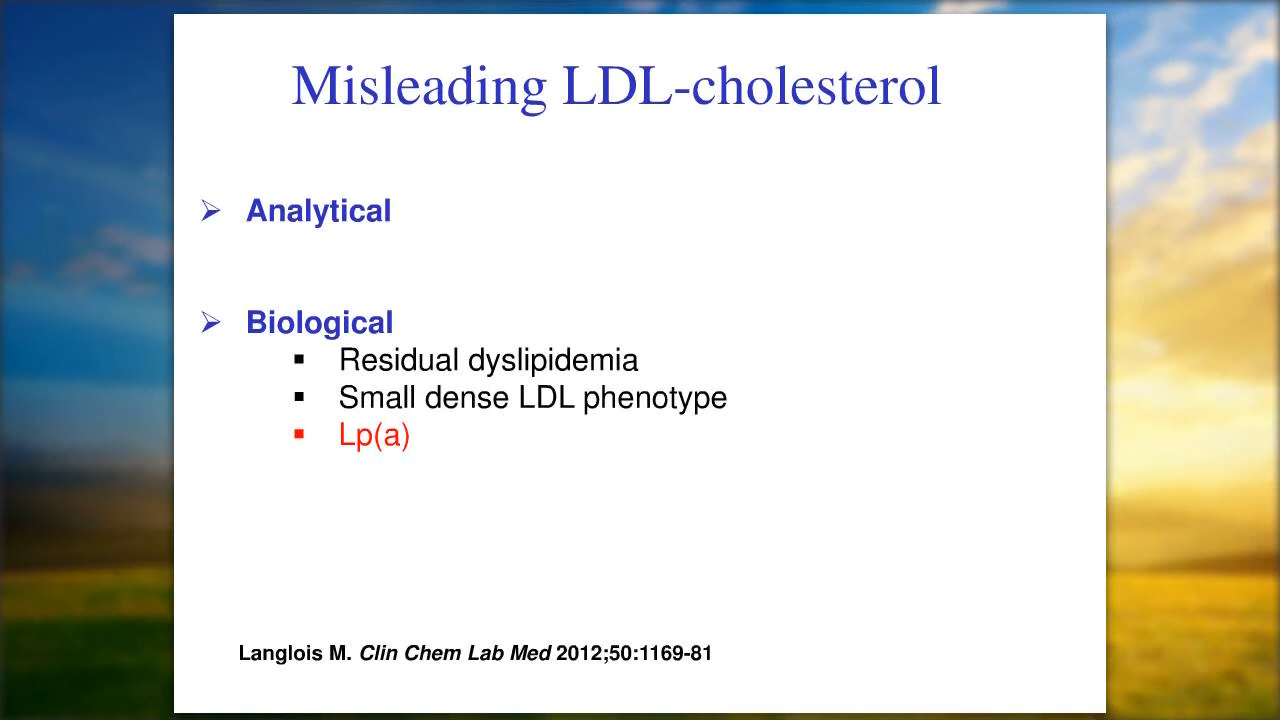 Misleading LDL-cholesterol
➢ Analytical
➢ Biological
▪ Residual dyslipidemia
▪ Small dense LDL phenotype
▪ Lp(a)
Langlois M. Clin Chem Lab Med 2012;50:1169-81